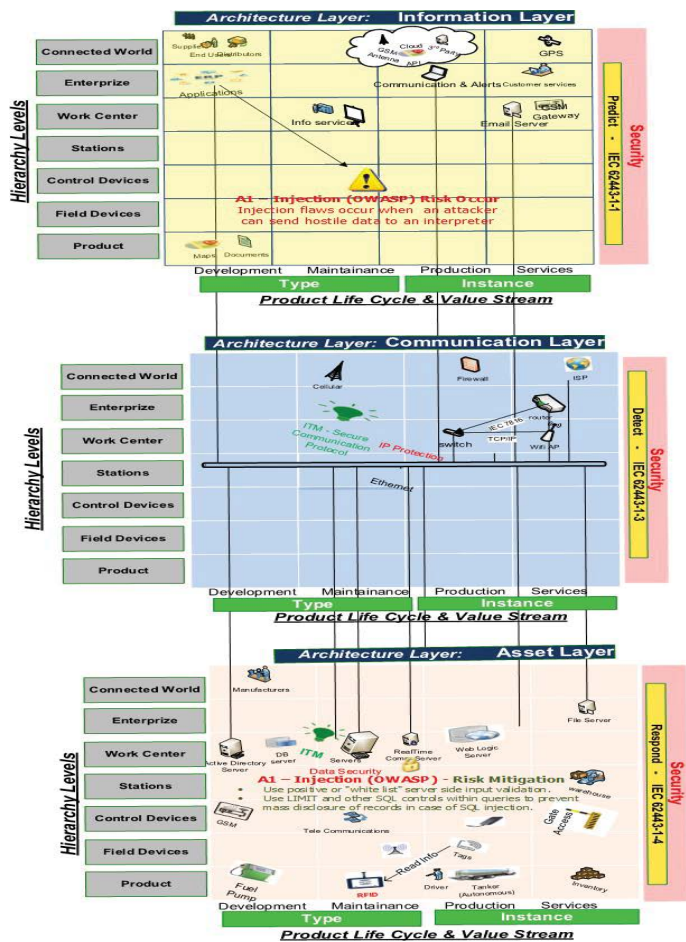 Architecture Layer: Information Layer
Hierarchy Levels
Connected World
Enterprize
Work Center
Stations
Control Devices
Field Devices
Product
End Users
Distributors
GSM
Antenna
Cloud
API
3rd Party
GPS
ERP
Applications
Communication & Alerts
Customer services
Info services
Email Server
GSM
Gateway
A1 – Injection (OWASP) Risk Occur
Injection flaws occur when an attacker
can send hostile data to an interpreter
Maps
Documents
Development Maintainance Production Services
Type Instance
Product Life Cycle & Value Stream
Predict - IEC 62443-1-1
Security
Architecture Layer: Communication Layer
Hierarchy Levels
Connected World
Enterprize
Work Center
Stations
Control Devices
Field Devices
Product
Cellular
Firewall
ISP
ITM - Secure
Communication
Protocol
IP Protection
router
switch
TCP/IP
Wifi AP
Ethernet
Development Maintainance Production Services
Type Instance
Product Life Cycle & Value Stream
Detect - IEC 62443-1-3
Security
Architecture Layer: Asset Layer
Hierarchy Levels
Connected World
Enterprize
Work Center
Stations
Control Devices
Field Devices
Product
Manufacturers
File Server
Active Directory
Server
DB
server
ITM
Servers
RealTime
Comm Server
Web Logic
Server
Data Security
A1 – Injection (OWASP) - Risk Mitigation
• Use positive or "white list" server side input validation.
• Use LIMIT and other SQL controls within queries to prevent
mass disclosure of records in case of SQL injection.
warehouse
GSM
Tele Communications
Gate
Access
Read Info
Tags
Fuel
Pump
RFID
Driver
Tanker
(Autonomous)
Inventory
Development Maintainance Production Services
Type Instance
Product Life Cycle & Value Stream
Respond - IEC 62443-1-4
Security